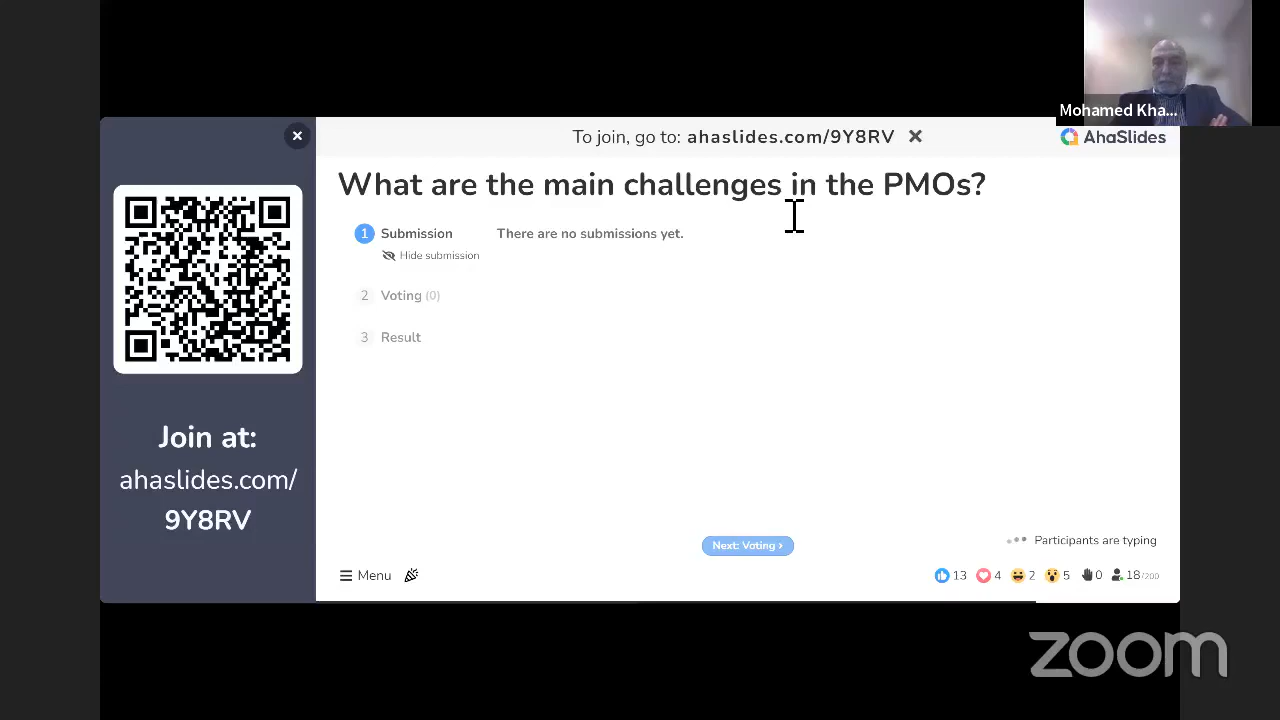 Mohamed Kha...
To join, go to: ahaslides.com/9Y8RV
AhaSlides
What are the main challenges in the PMOs?
1 Submission
There are no submissions yet.
Hide submission
2 Voting (0)
3 Result
Join at:
ahaslides.com/
9Y8RV
Next: Voting ›
Participants are typing
Menu
13 4 2 5 0 18/200
zoom